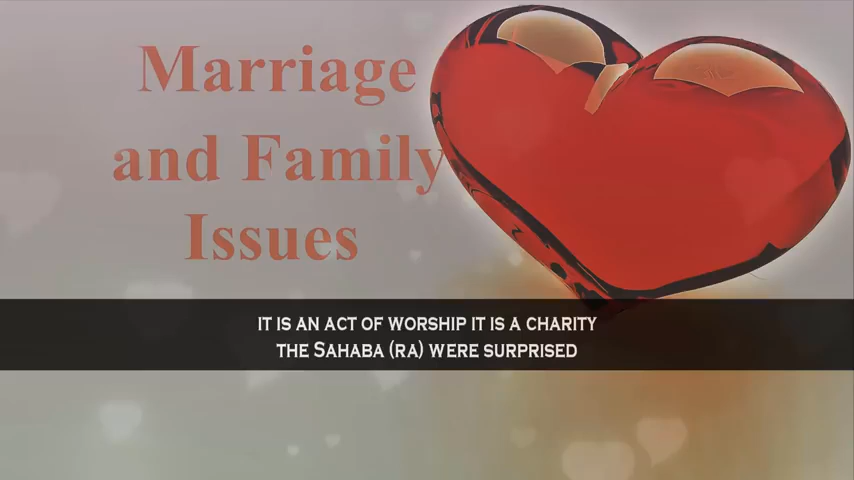 Marriage
and Family
Issues
IT IS AN ACT OF WORSHIP IT IS A CHARITY
THE SAHABA (RA) WERE SURPRISED